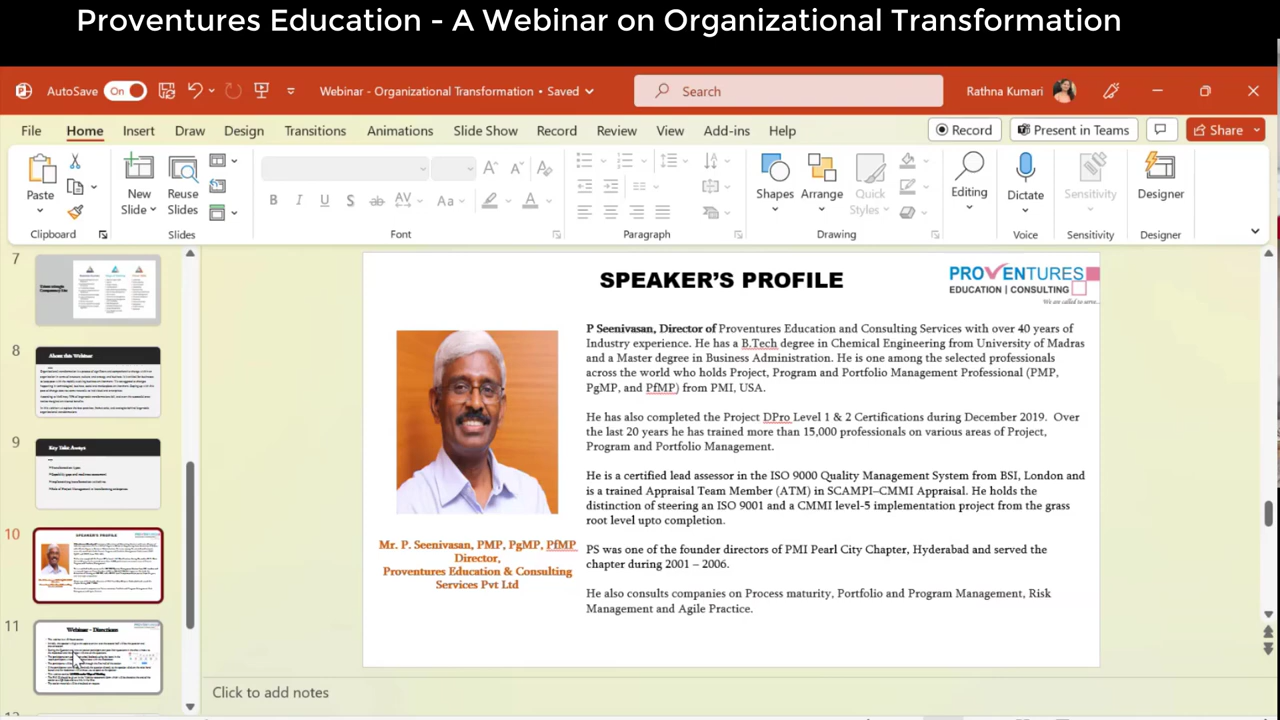 Proventures Education - A Webinar on Organizational Transformation
AutoSave On
Webinar - Organizational Transformation • Saved
Search
Rathna Kumari
File Home Insert Draw Design Transitions Animations Slide Show Record Review View Add-ins Help
Record Present in Teams Share
Paste
New Slide
Reuse Slides
Shapes
Arrange
Quick Styles
Editing
Dictate
Sensitivity
Designer
Clipboard Slides Font Paragraph Drawing Voice Sensitivity Designer
7
8
About this Webinar
9
Key Take Aways
10
SPEAKER'S PROFILE
11
Webinar - Directions
SPEAKER'S PROFILE
PROVENTURES
EDUCATION | CONSULTING
We are called to serve..
P Seenivasan, Director of Proventures Education and Consulting Services with over 40 years of
Industry experience. He has a B.Tech degree in Chemical Engineering from University of Madras
and a Master degree in Business Administration. He is one among the selected professionals
across the world who holds Project, Program and Portfolio Management Professional (PMP,
PgMP, and PfMP) from PMI, USA.
He has also completed the Project DPro Level 1 & 2 Certifications during December 2019. Over
the last 20 years he has trained more than 15,000 professionals on various areas of Project,
Program and Portfolio Management.
He is a certified lead assessor in the ISO9000 Quality Management System from BSI, London and
is a trained Appraisal Team Member (ATM) in SCAMPI–CMMI Appraisal. He holds the
distinction of steering an ISO 9001 and a CMMI level-5 implementation project from the grass
root level upto completion.
PS was one of the founder directors of PMI Pearl City Chapter, Hyderabad and served the
chapter during 2001 – 2006.
He also consults companies on Process maturity, Portfolio and Program Management, Risk
Management and Agile Practice.
Mr. P. Seenivasan, PMP, PgMP, PfMP
Director,
Proventures Education & Consulting
Services Pvt Ltd
Click to add notes